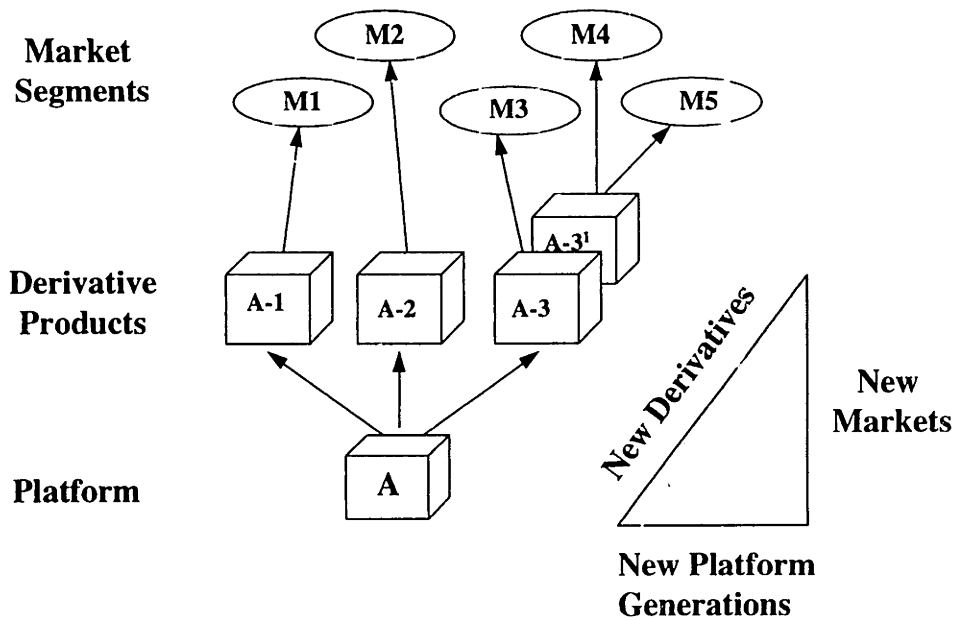 Market
Segments
M1
M2
M3
M4
M5
Derivative
Products
A-1
A-2
A-3
A-3¹
Platform
A
New Derivatives
New
Markets
New Platform
Generations